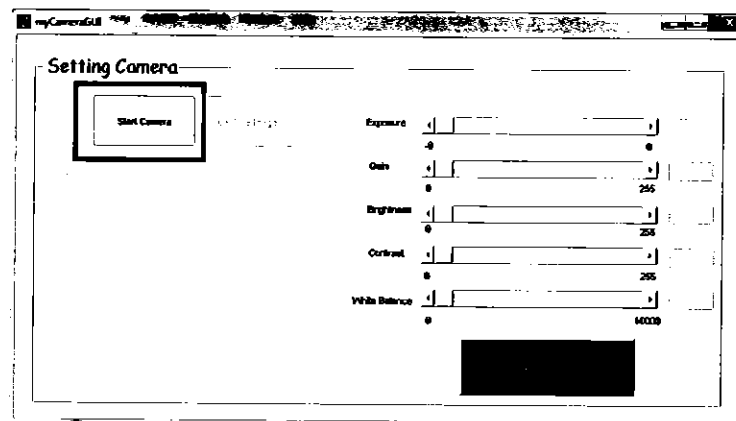 myCameraGUI
Setting Camera
Start Camera
Exposure
0
Gain
0
255
Brightness
0
255
Contrast
0
255
White Balance
0
10000